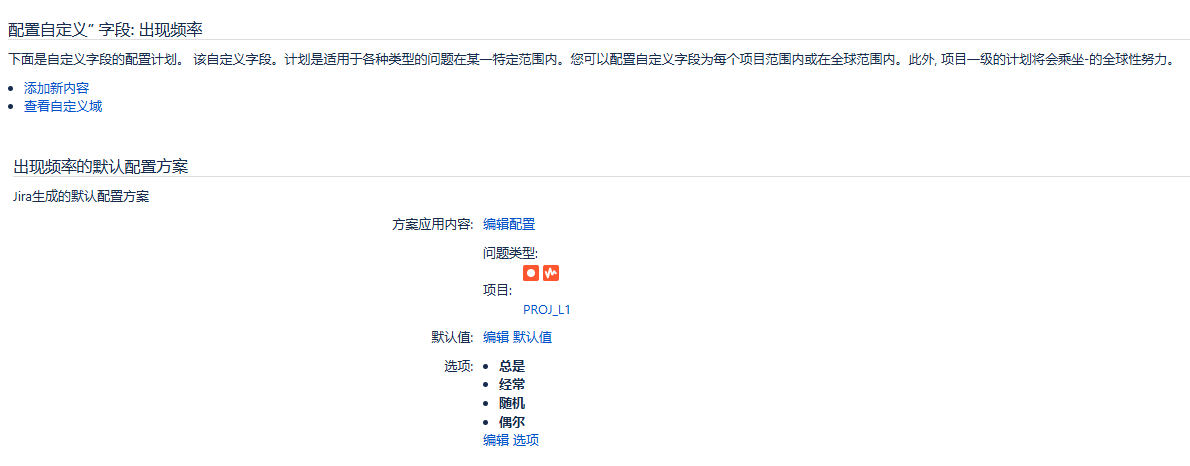 配置自定义” 字段: 出现频率
下面是自定义字段的配置计划。 该自定义字段。计划是适用于各种类型的问题在某一特定范围内。您可以配置自定义字段为每个项目范围内或在全球范围内。此外, 项目一级的计划将会乘坐-的全球性努力。
添加新内容
查看自定义域
出现频率的默认配置方案
Jira生成的默认配置方案
方案应用内容: 编辑配置
问题类型:
项目:
PROJ_L1
默认值: 编辑 默认值
选项: • 总是
• 经常
• 随机
• 偶尔
编辑 选项